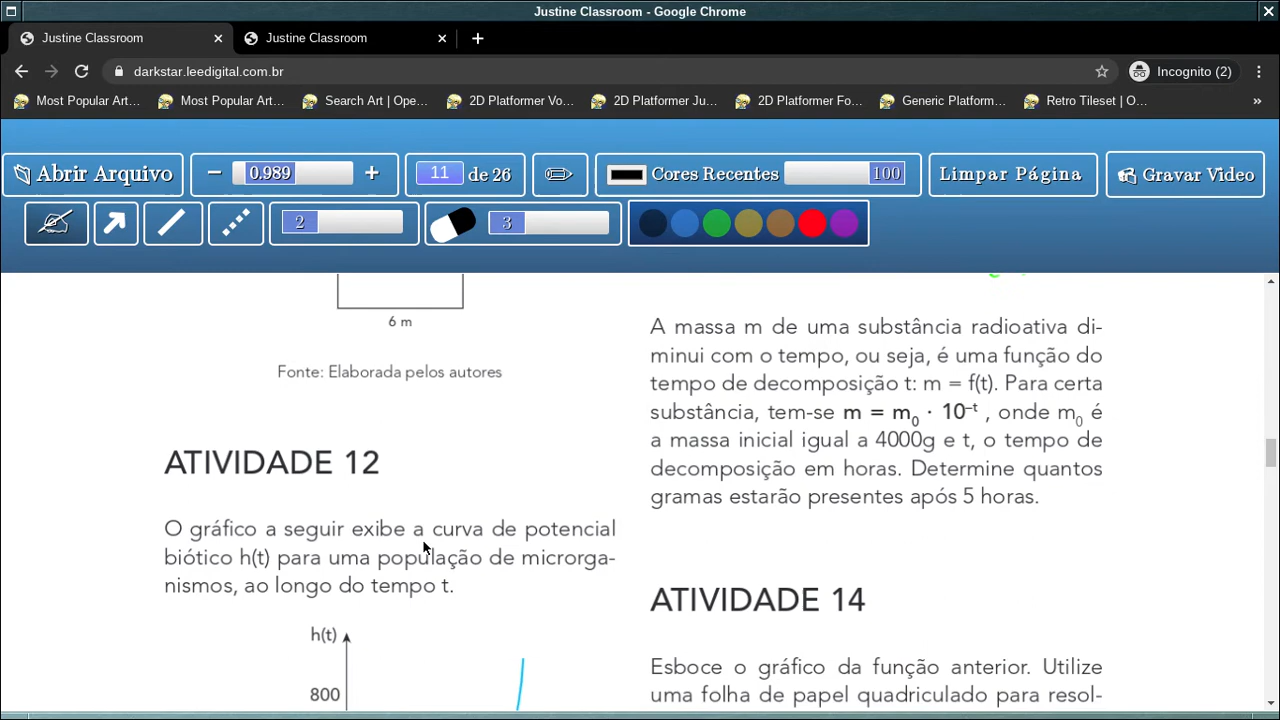 Justine Classroom - Google Chrome
Justine Classroom
Justine Classroom
darkstar.leedigital.com.br
Incognito (2)
Most Popular Art...
Most Popular Art...
Search Art | Ope...
2D Platformer Vo...
2D Platformer Ju...
2D Platformer Fo...
Generic Platform...
Retro Tileset | O...
»
Abrir Arquivo
− 0,989 +
11 de 26
Cores Recentes 100
Limpar Página
Gravar Video
2
3
6 m
Fonte: Elaborada pelos autores
ATIVIDADE 12
O gráfico a seguir exibe a curva de potencial
biótico h(t) para uma população de microrga-
nismos, ao longo do tempo t.
h(t)
800
A massa m de uma substância radioativa di-
minui com o tempo, ou seja, é uma função do
tempo de decomposição t: m = f(t). Para certa
substância, tem-se m = m₀ · 10⁻ᵗ , onde m₀ é
a massa inicial igual a 4000g e t, o tempo de
decomposição em horas. Determine quantos
gramas estarão presentes após 5 horas.
ATIVIDADE 14
Esboce o gráfico da função anterior. Utilize
uma folha de papel quadriculado para resol-